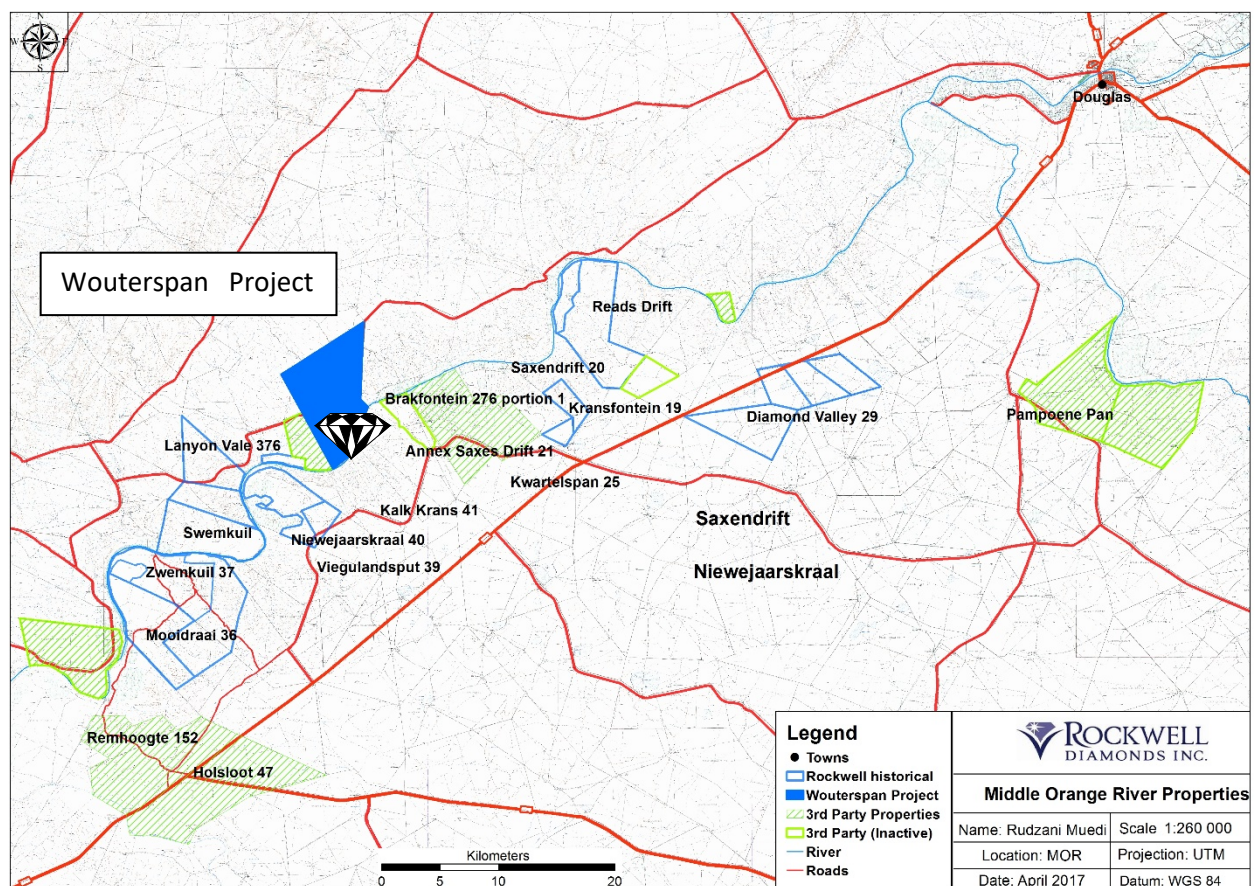 N
W E
S
Douglas
Wouterspan Project
Reads Drift
Saxendrift 20
Brakfontein 276 portion 1
Kransfontein 19
Diamond Valley 29
Pampoene Pan
Lanyon Vale 376
Annex Saxes Drift 21
Kwartelspan 25
Kalk Krans 41
Saxendrift
Swemkuil
Niewejaarskraal 40
Viegulandsput 39
Niewejaarskraal
Zwemkuil 37
Mooidraai 36
Remhoogte 152
Holsloot 47
Kilometers
0 5 10 20
Legend
Towns
Rockwell historical
Wouterspan Project
3rd Party Properties
3rd Party (Inactive)
River
Roads
ROCKWELL
DIAMONDS INC.
Middle Orange River Properties
Name: Rudzani Muedi Scale 1:260 000
Location: MOR Projection: UTM
Date: April 2017 Datum: WGS 84